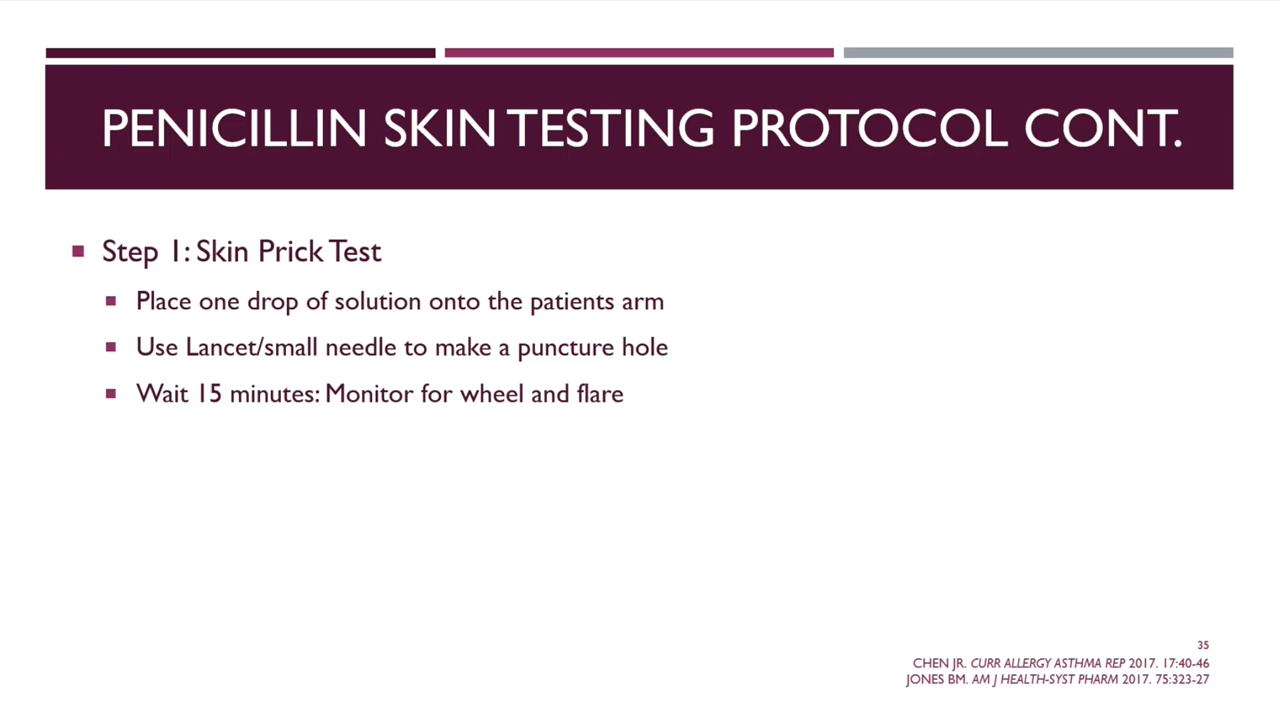 PENICILLIN SKIN TESTING PROTOCOL CONT.
Step 1: Skin Prick Test
Place one drop of solution onto the patients arm
Use Lancet/small needle to make a puncture hole
Wait 15 minutes: Monitor for wheel and flare
35
CHEN JR. CURR ALLERGY ASTHMA REP 2017. 17:40-46
JONES BM. AM J HEALTH-SYST PHARM 2017. 75:323-27